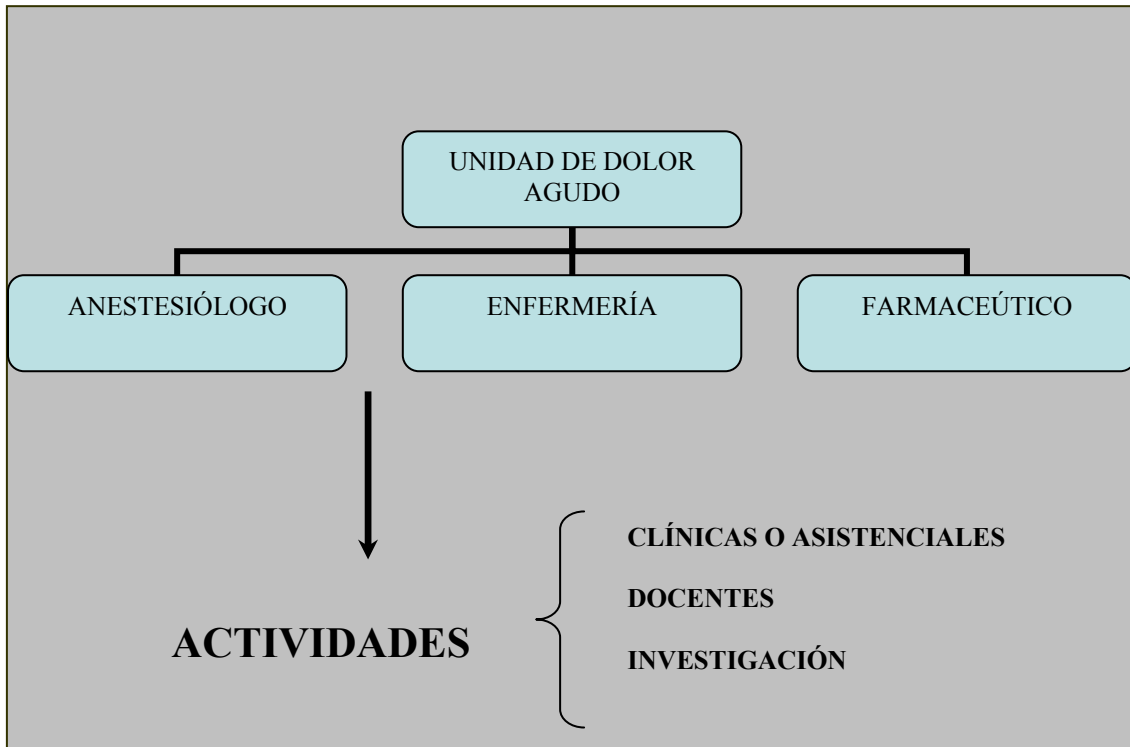 UNIDAD DE DOLOR
AGUDO
ANESTESIÓLOGO
ENFERMERÍA
FARMACEÚTICO
CLÍNICAS O ASISTENCIALES
DOCENTES
ACTIVIDADES
INVESTIGACIÓN